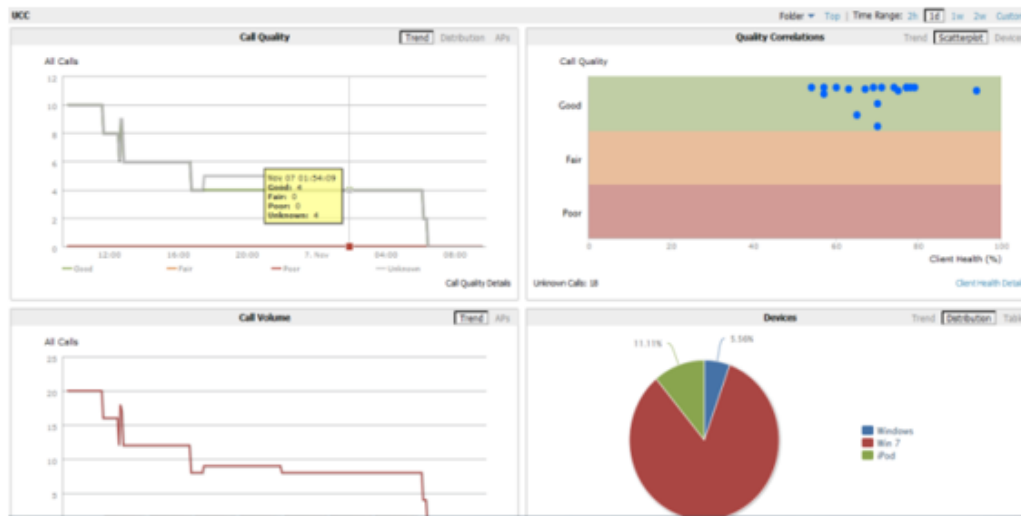 UCC
Folder Top | Time Range: 2h 1d 1w 2w Custom
Call Quality Trend Distribution APs
All Calls
12
10
8
6
4
2
0
Nov 07 01:54:09
Good: 4
Fair: 0
Poor: 0
Unknown: 4
12:00 16:00 20:00 7. Nov 04:00 08:00
Good Fair Poor Unknown
Call Quality Details
Quality Correlations Trend Scatterplot Device
Call Quality
Good
Fair
Poor
0 20 40 60 80 100
Client Health (%)
Unknown Calls: 18 Client Health Detai
Call Volume Trend APs
All Calls
25
20
15
10
5
Devices Trend Distribution Tabl
11.11% 5.56%
Windows
Win 7
iPod